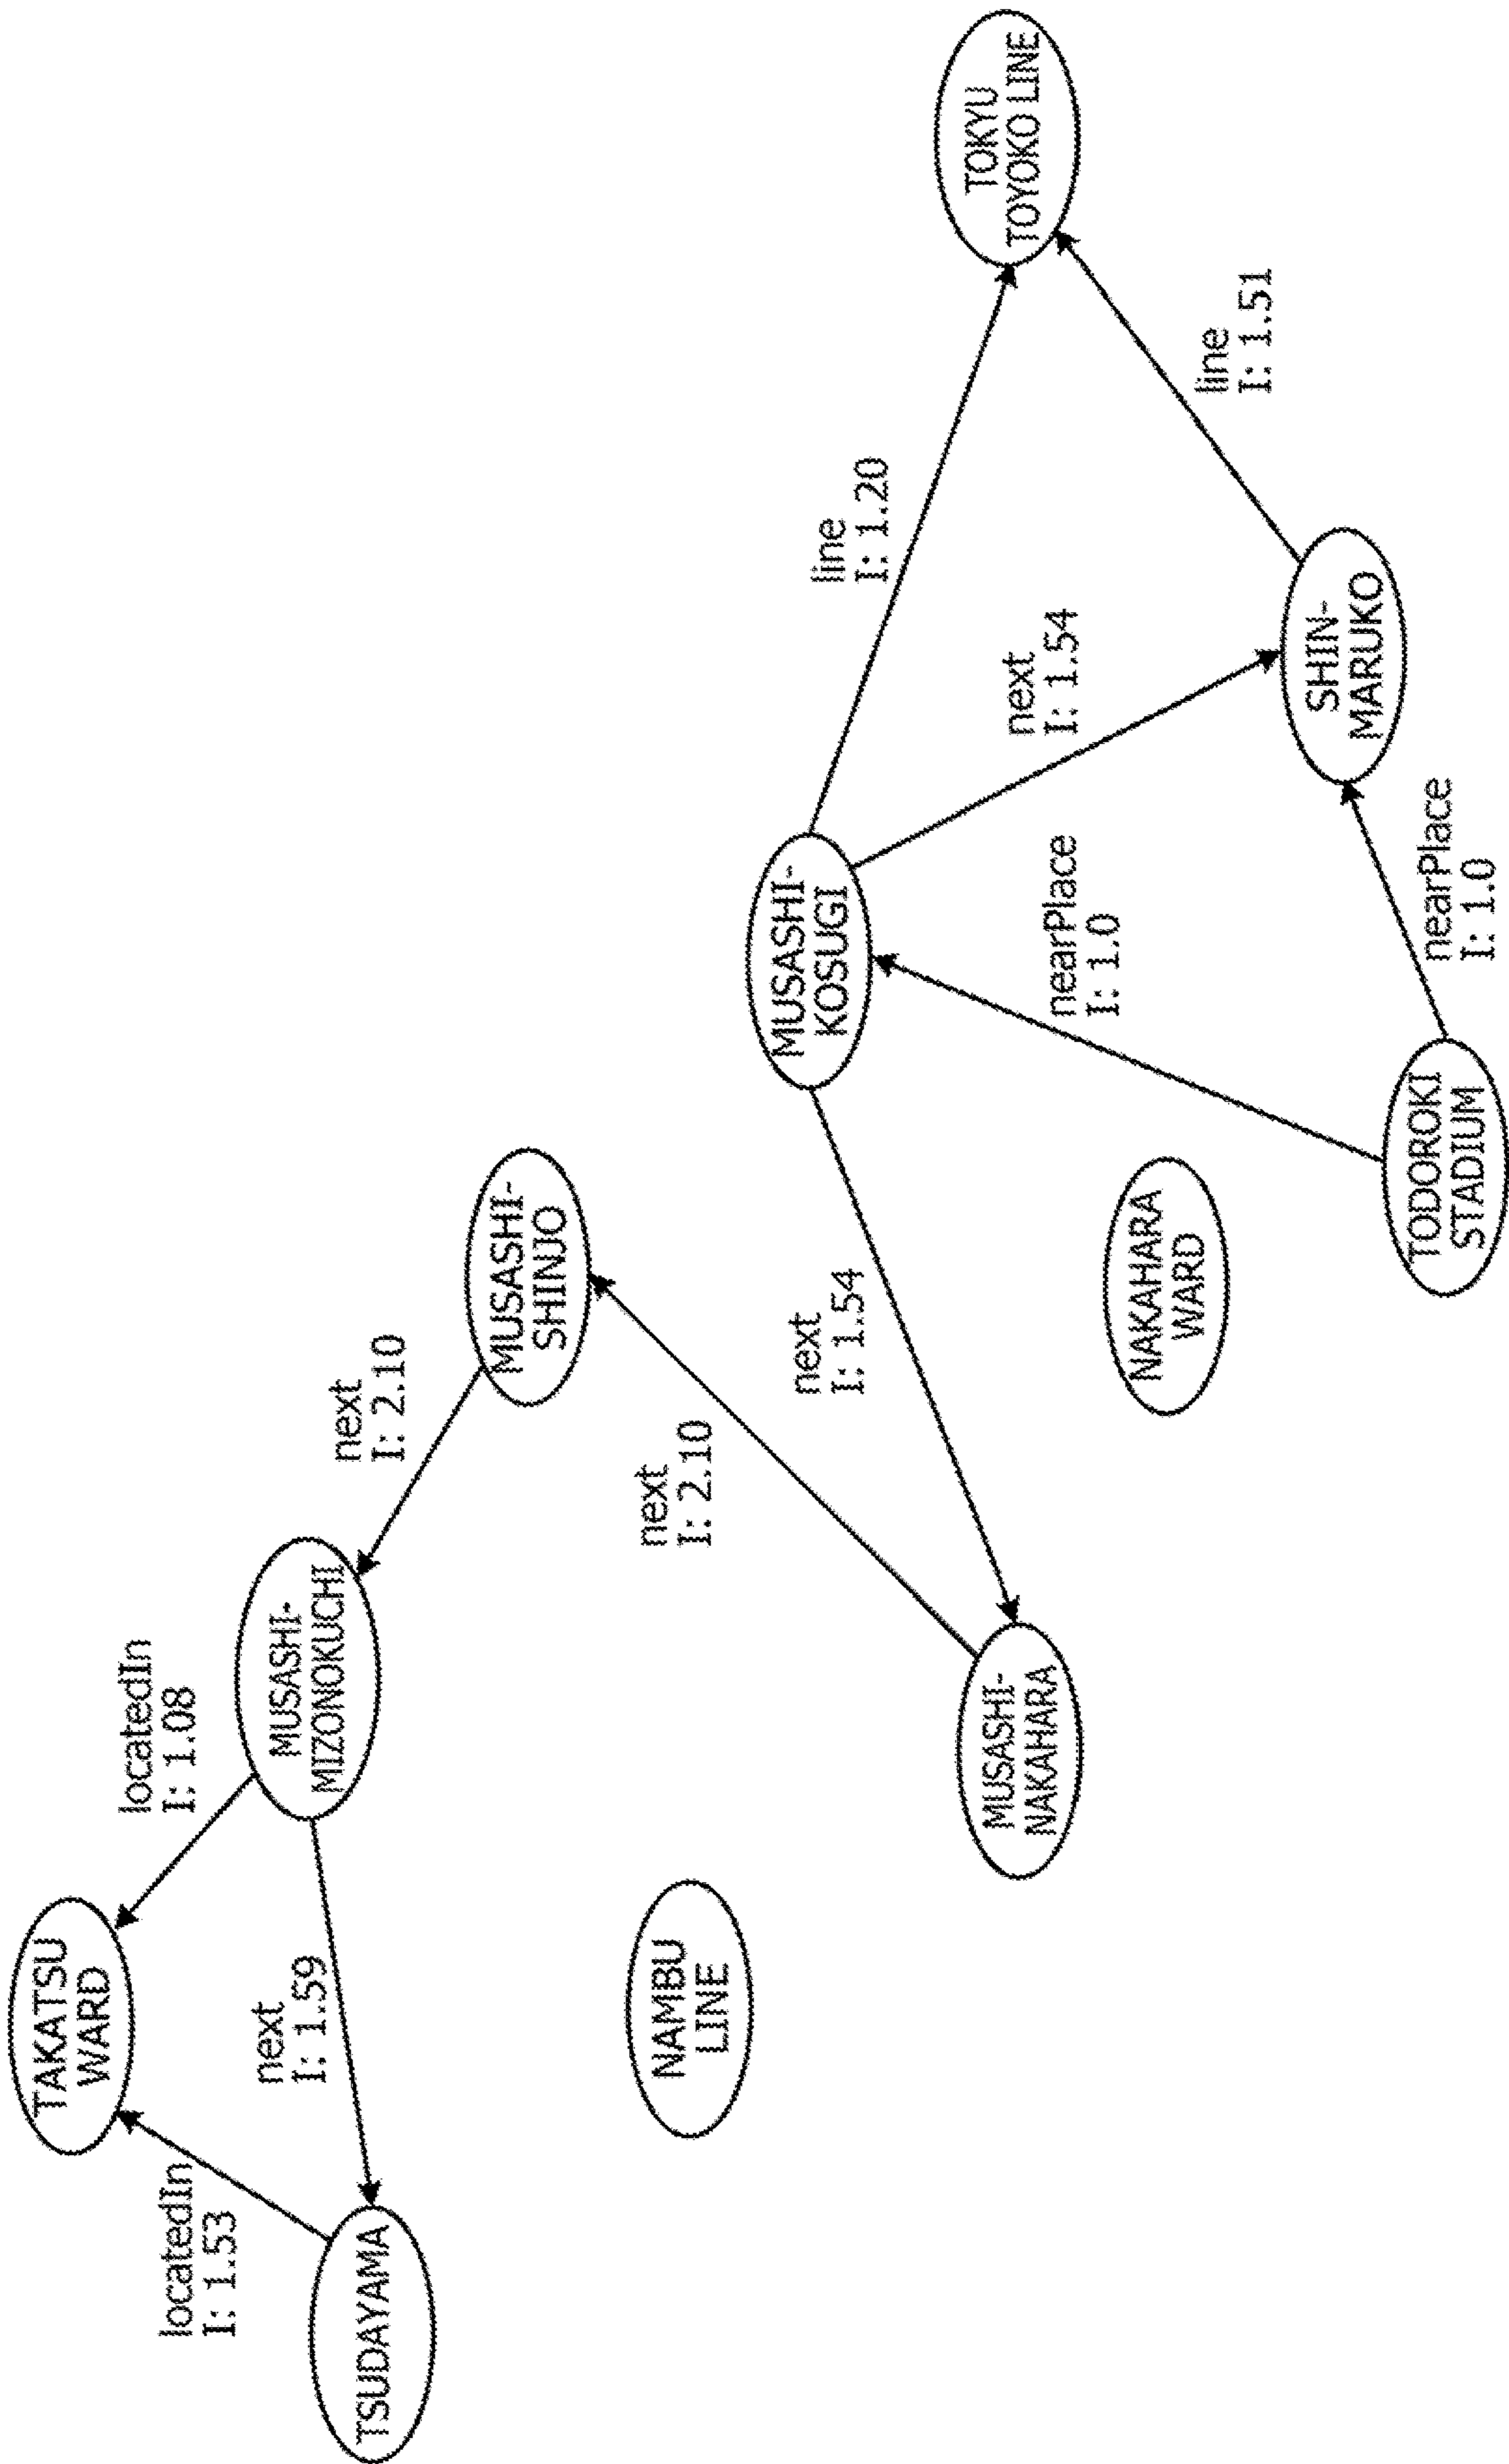 TAKATSU
WARD
locatedIn
I: 1.53
locatedIn
I: 1.08
TSUDAYAMA
next
I: 1.59
MUSASHI-
MIZONOKUCHI
next
I: 2.10
MUSASHI-
SHINJO
NAMBU
LINE
next
I: 2.10
next
I: 1.54
MUSASHI-
KOSUGI
line
I: 1.20
TOKYU
TOYOKO LINE
MUSASHI-
NAKAHARA
NAKAHARA
WARD
nearPlace
I: 1.0
next
I: 1.54
line
I: 1.51
SHIN-
MARUKO
TODOROKI
STADIUM
nearPlace
I: 1.0